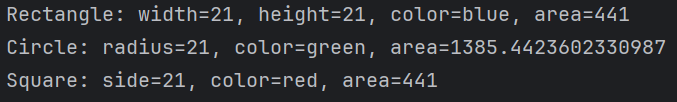 Rectangle: width=21, height=21, color=blue, area=441
Circle: radius=21, color=green, area=1385.4423602330987
Square: side=21, color=red, area=441